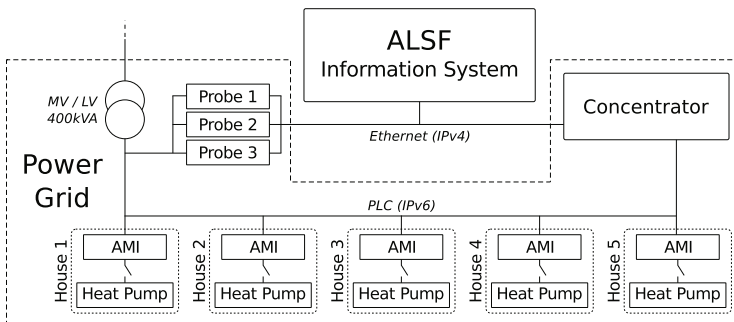 ALSF
Information System
MV / LV
400kVA
Probe 1
Probe 2
Probe 3
Concentrator
Ethernet (IPv4)
Power
Grid
PLC (IPv6)
House 1
AMI
Heat Pump
House 2
AMI
Heat Pump
House 3
AMI
Heat Pump
House 4
AMI
Heat Pump
House 5
AMI
Heat Pump